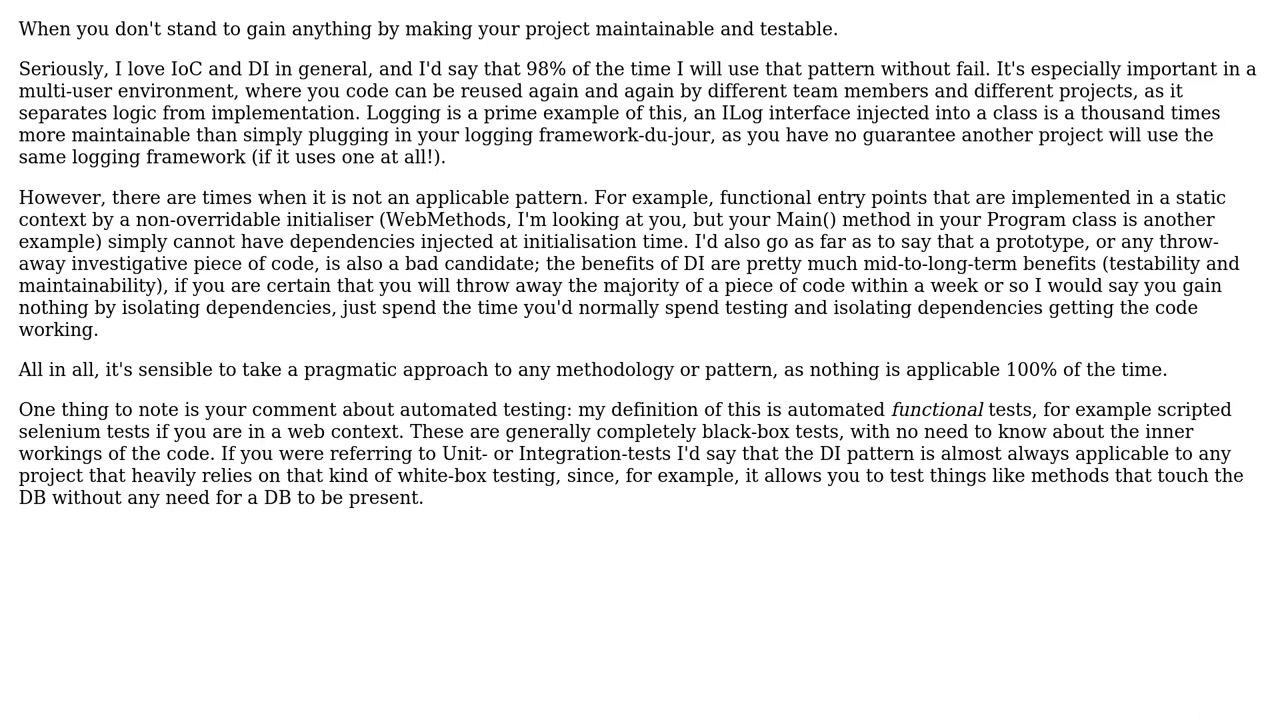 When you don't stand to gain anything by making your project maintainable and testable.
Seriously, I love IoC and DI in general, and I'd say that 98% of the time I will use that pattern without fail. It's especially important in a
multi-user environment, where you code can be reused again and again by different team members and different projects, as it
separates logic from implementation. Logging is a prime example of this, an ILog interface injected into a class is a thousand times
more maintainable than simply plugging in your logging framework-du-jour, as you have no guarantee another project will use the
same logging framework (if it uses one at all!).
However, there are times when it is not an applicable pattern. For example, functional entry points that are implemented in a static
context by a non-overridable initialiser (WebMethods, I'm looking at you, but your Main() method in your Program class is another
example) simply cannot have dependencies injected at initialisation time. I'd also go as far as to say that a prototype, or any throw-
away investigative piece of code, is also a bad candidate; the benefits of DI are pretty much mid-to-long-term benefits (testability and
maintainability), if you are certain that you will throw away the majority of a piece of code within a week or so I would say you gain
nothing by isolating dependencies, just spend the time you'd normally spend testing and isolating dependencies getting the code
working.
All in all, it's sensible to take a pragmatic approach to any methodology or pattern, as nothing is applicable 100% of the time.
One thing to note is your comment about automated testing: my definition of this is automated functional tests, for example scripted
selenium tests if you are in a web context. These are generally completely black-box tests, with no need to know about the inner
workings of the code. If you were referring to Unit- or Integration-tests I'd say that the DI pattern is almost always applicable to any
project that heavily relies on that kind of white-box testing, since, for example, it allows you to test things like methods that touch the
DB without any need for a DB to be present.